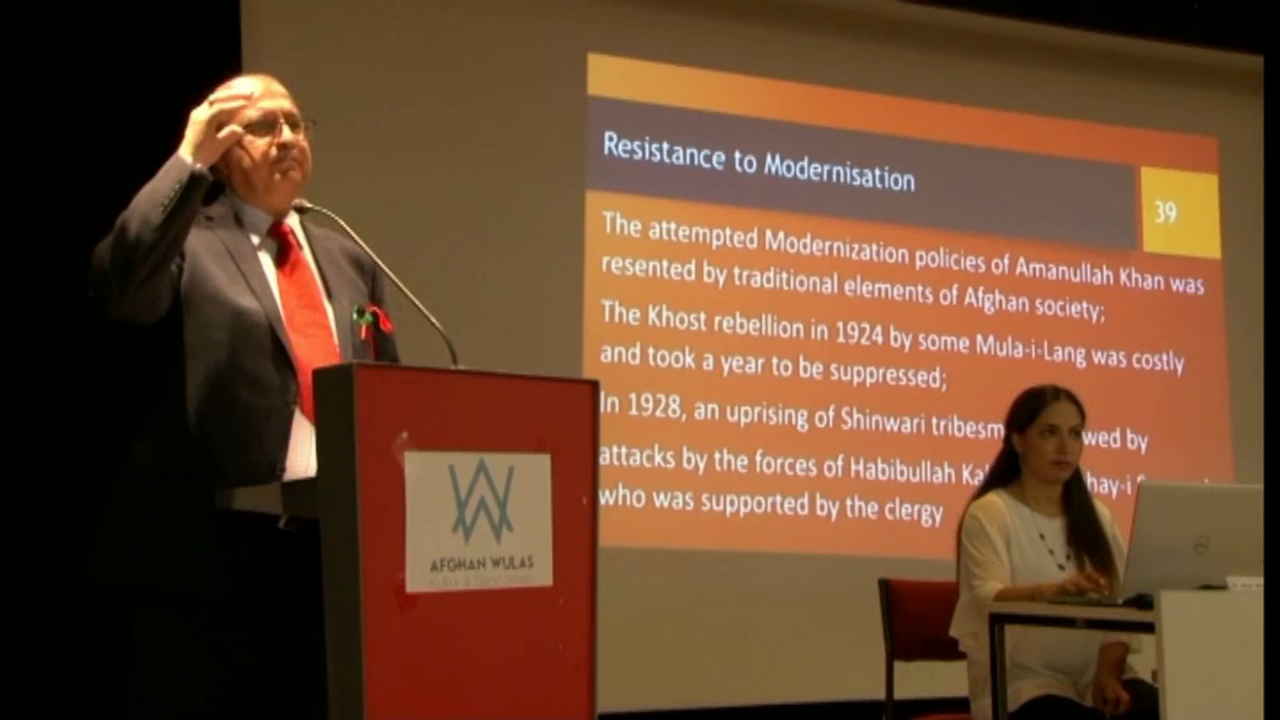 Resistance to Modernisation
39
The attempted Modernization policies of Amanullah Khan was
resented by traditional elements of Afghan society;
The Khost rebellion in 1924 by some Mula-i-Lang was costly
and took a year to be suppressed;
In 1928, an uprising of Shinwari by
attacks by the forces of Habibullah
who was supported by the clergy
AFGHAN WULAS